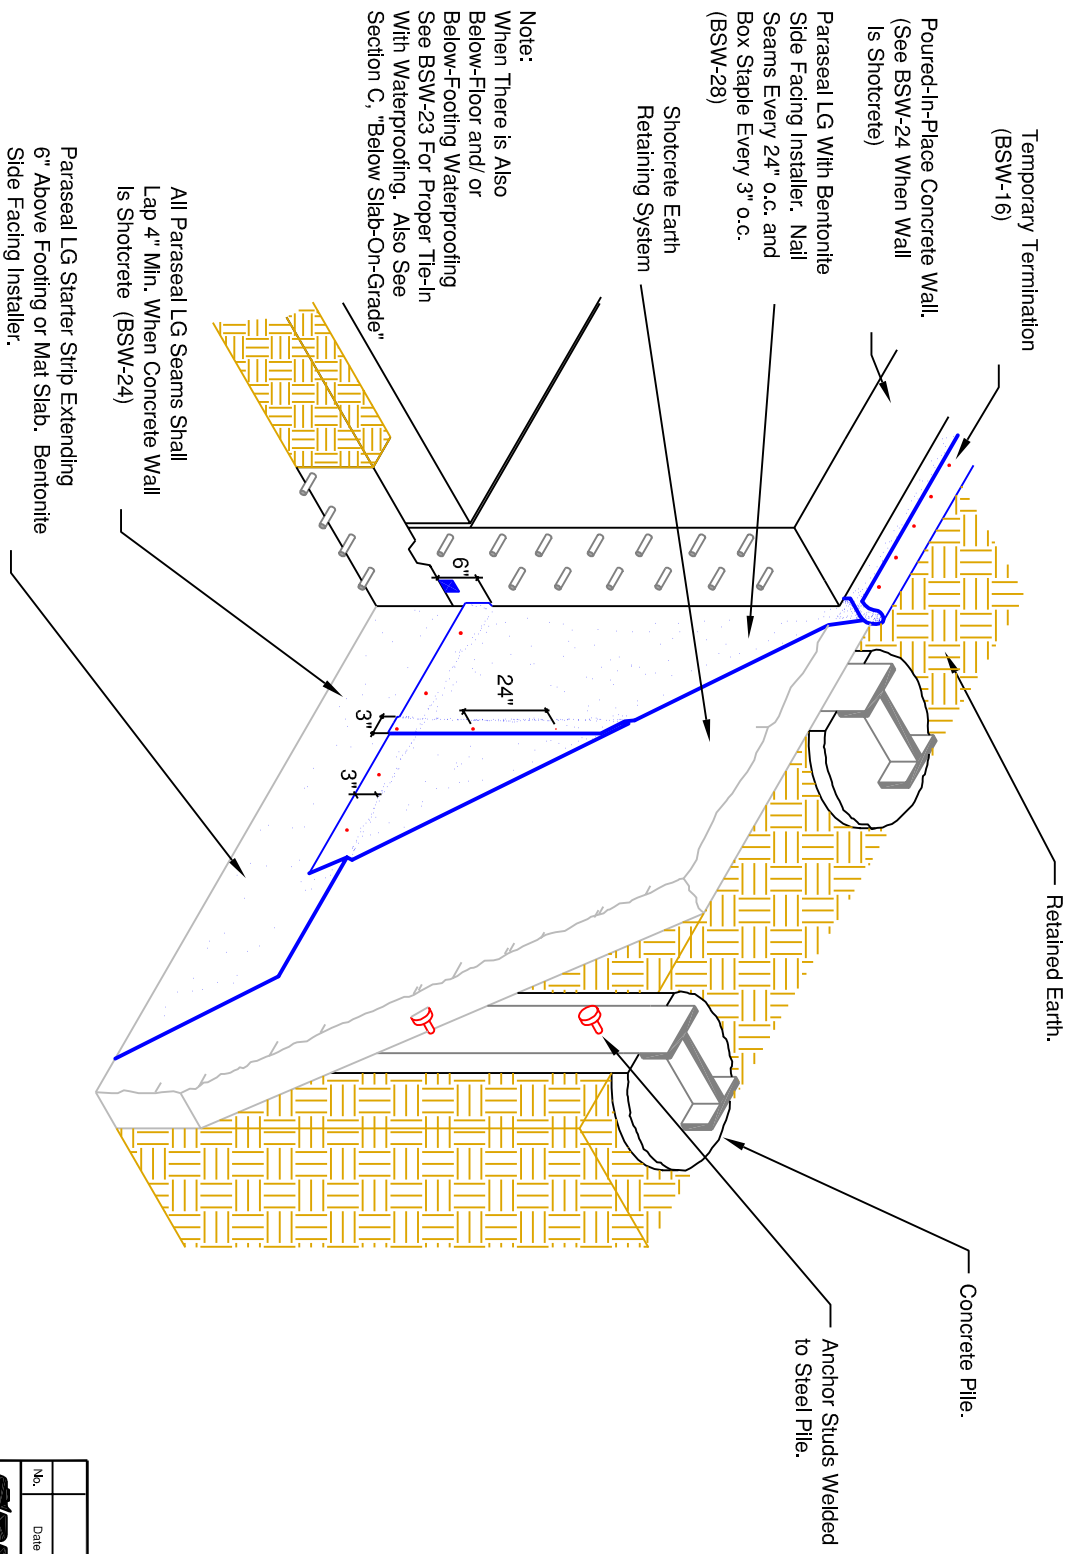 Temporary Termination
(BSW-16)
Poured-In-Place Concrete Wall.
(See BSW-24 When Wall
Is Shotcrete)
Paraseal LG With Bentonite
Side Facing Installer.  Nail
Seams Every 24" o.c. and
Box Staple Every 3" o.c.
(BSW-28)
Shotcrete Earth
Retaining System
Note:
When There is Also
Below-Floor and/ or
Below-Footing Waterproofing
See BSW-23 For Proper Tie-In
With Waterproofing.  Also See
Section C, "Below Slab-On-Grade"
All Paraseal LG Seams Shall
Lap 4" Min. When Concrete Wall
Is Shotcrete  (BSW-24)
Paraseal LG Starter Strip Extending
6" Above Footing or Mat Slab.  Bentonite
Side Facing Installer.
6"
24"
3"
3"
Retained Earth.
Concrete Pile.
Anchor Studs Welded
to Steel Pile.
No.
Date